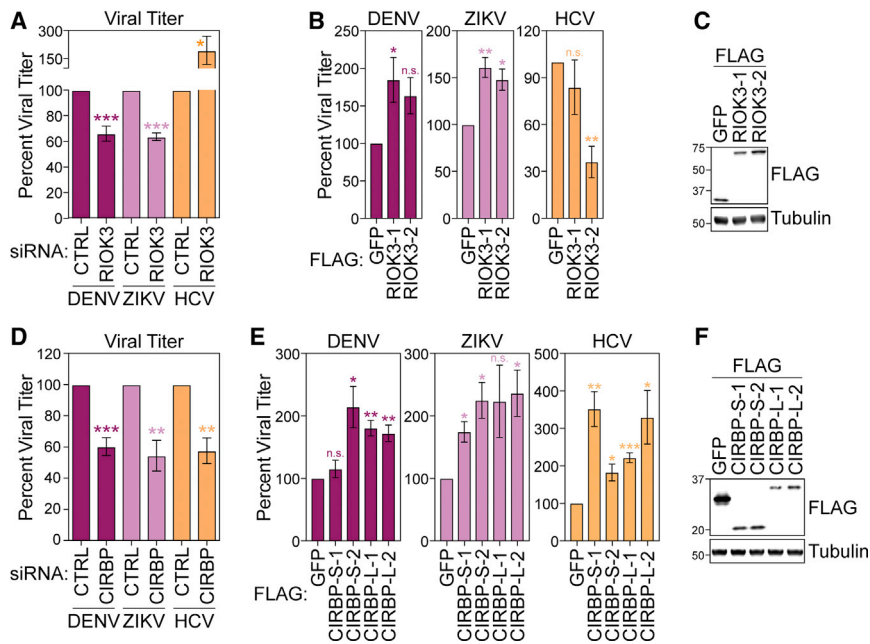 A
Viral Titer
Percent Viral Titer
300
150
100
80
60
40
20
0
*** *** *
siRNA:
CTRL
RIOK3
CTRL
RIOK3
CTRL
RIOK3
DENV ZIKV HCV
B
DENV ZIKV HCV
Percent Viral Titer
250
200
150
100
50
0
* n.s.
200
150
100
50
0
** *
120
90
60
30
0
n.s. **
FLAG:
GFP
RIOK3-1
RIOK3-2
GFP
RIOK3-1
RIOK3-2
GFP
RIOK3-1
RIOK3-2
C
FLAG
GFP
RIOK3-1
RIOK3-2
75
50
37
FLAG
50
Tubulin
D
Viral Titer
Percent Viral Titer
120
100
80
60
40
20
0
*** ** **
siRNA:
CTRL
CIRBP
CTRL
CIRBP
CTRL
CIRBP
DENV ZIKV HCV
E
DENV ZIKV HCV
Percent Viral Titer
300
200
100
0
n.s. * ** **
300
200
100
0
* * n.s. *
500
400
300
200
100
0
** * *** *
FLAG:
GFP
CIRBP-S-1
CIRBP-S-2
CIRBP-L-1
CIRBP-L-2
GFP
CIRBP-S-1
CIRBP-S-2
CIRBP-L-1
CIRBP-L-2
GFP
CIRBP-S-1
CIRBP-S-2
CIRBP-L-1
CIRBP-L-2
F
FLAG
GFP
CIRBP-S-1
CIRBP-S-2
CIRBP-L-1
CIRBP-L-2
37
20
FLAG
50
Tubulin